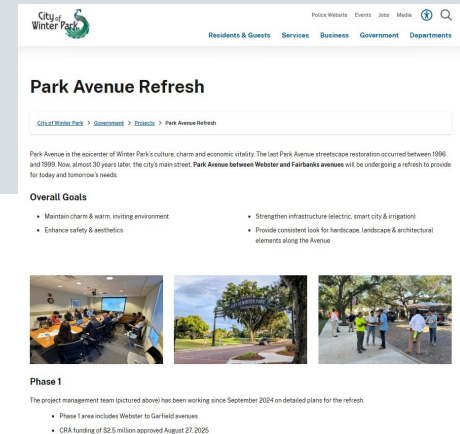 City of
Winter Park
Police Website Events Jobs Media
Residents & Guests Services Business Government Departments
Park Avenue Refresh
City of Winter Park > Government > Projects > Park Avenue Refresh
Park Avenue is the epicenter of Winter Park's culture, charm and economic vitality. The last Park Avenue streetscape restoration occurred between 1996
and 1999. Now, almost 30 years later, the city's main street, Park Avenue between Webster and Fairbanks avenues will be undergoing a refresh to provide
for today and tomorrow's needs.
Overall Goals
• Maintain charm & warm, inviting environment
• Enhance safety & aesthetics
• Strengthen infrastructure (electric, smart city & irrigation)
• Provide consistent look for hardscape, landscape & architectural
elements along the Avenue
Phase 1
The project management team (pictured above) has been working since September 2024 on detailed plans for the refresh.
• Phase 1 area includes Webster to Garfield avenues
• CRA funding of $2.5 million approved August 27, 2025